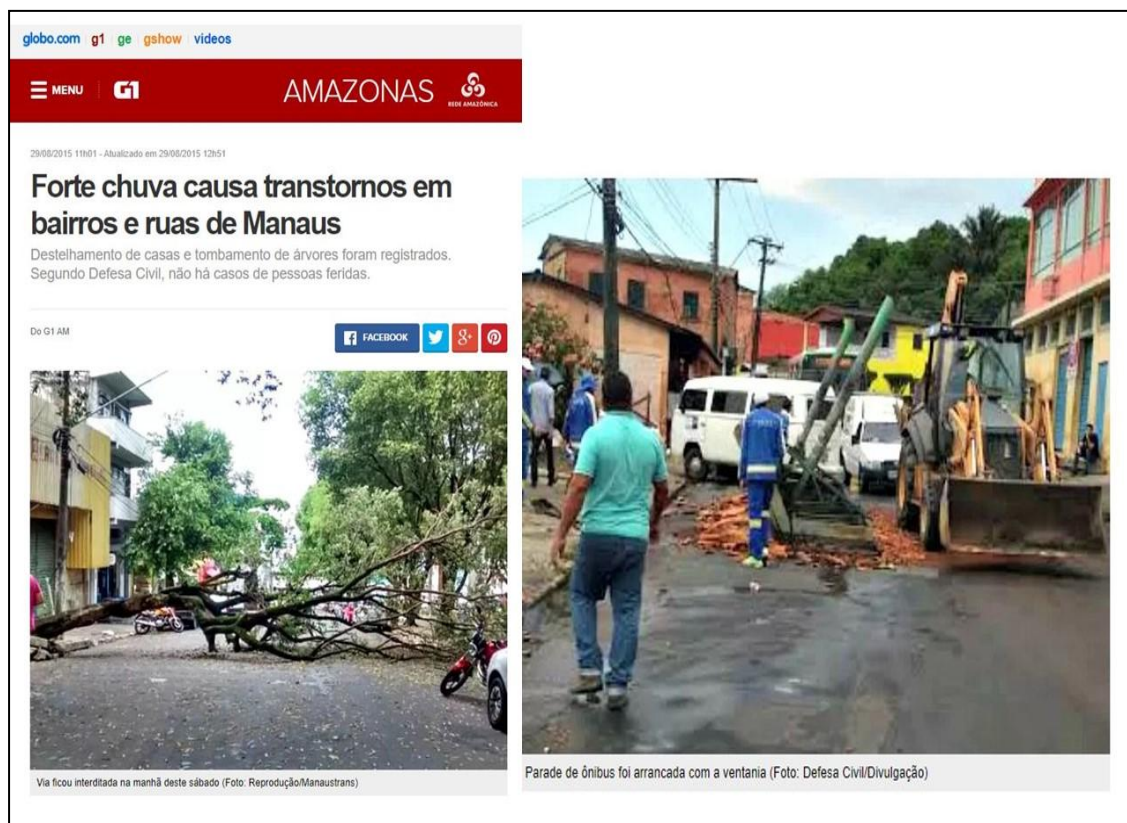 globo.com g1 ge gshow vídeos
MENU G1 AMAZONAS REDE AMAZÔNICA
29/08/2015 11h01 - Atualizado em 29/08/2015 12h51
Forte chuva causa transtornos em
bairros e ruas de Manaus
Destelhamento de casas e tombamento de árvores foram registrados.
Segundo Defesa Civil, não há casos de pessoas feridas.
Do G1 AM
FACEBOOK
Via ficou interditada na manhã deste sábado (Foto: Reprodução/Manaustrans)
Parade de ônibus foi arrancada com a ventania (Foto: Defesa Civil/Divulgação)